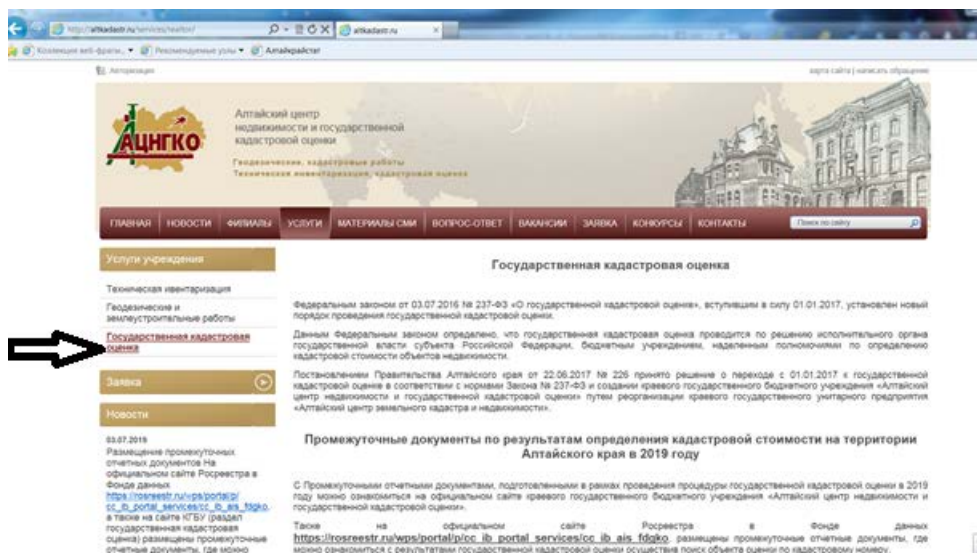 http://altkadastr.ru/services/realtor/
altkadastr.ru
Коллекция веб-фрагм...
Рекомендуемые узлы
Алтайкрайстат
Авторизация
карта сайта | написать обращение
АЦНГКО
Алтайский центр
недвижимости и государственной
кадастровой оценки
Геодезические, кадастровые работы
Техническая инвентаризация, кадастровая оценка
ГЛАВНАЯ НОВОСТИ ФИЛИАЛЫ УСЛУГИ МАТЕРИАЛЫ СМИ ВОПРОС-ОТВЕТ ВАКАНСИИ ЗАЯВКА КОНКУРСЫ КОНТАКТЫ
Поиск по сайту
Услуги учреждения
Техническая ивентаризация
Геодезические и
землеустроительные работы
Государственная кадастровая
оценка
Заявка
Новости
03.07.2019
Размещение промежуточных
отчетных документов На
официальном сайте Росреестра в
Фонде данных
https://rosreestr.ru/wps/portal/p/
cc_ib_portal_services/cc_ib_ais_fdgko,
а также на сайте КГБУ (раздел
государственная кадастровая
оценка) размещены промежуточные
отчетные документы, где можно
Государственная кадастровая оценка
Федеральным законом от 03.07.2016 № 237-ФЗ «О государственной кадастровой оценке», вступившим в силу 01.01.2017, установлен новый
порядок проведения государственной кадастровой оценки.
Данным Федеральным законом определено, что государственная кадастровая оценка проводится по решению исполнительного органа
государственной власти субъекта Российской Федерации, бюджетным учреждением, наделенным полномочиями по определению
кадастровой стоимости объектов недвижимости.
Постановлением Правительства Алтайского края от 22.06.2017 № 226 принято решение о переходе с 01.01.2017 к государственной
кадастровой оценке в соответствии с нормами Закона № 237-ФЗ и создании краевого государственного бюджетного учреждения «Алтайский
центр недвижимости и государственной кадастровой оценки» путем реорганизации краевого государственного унитарного предприятия
«Алтайский центр земельного кадастра и недвижимости».
Промежуточные документы по результатам определения кадастровой стоимости на территории
Алтайского края в 2019 году
С Промежуточными отчетными документами, подготовленными в рамках проведения процедуры государственной кадастровой оценки в 2019
году можно ознакомиться на официальном сайте краевого государственного бюджетного учреждения «Алтайский центр недвижимости и
государственной кадастровой оценки».
Также на официальном сайте Росреестра в Фонде данных
https://rosreestr.ru/wps/portal/p/cc_ib_portal_services/cc_ib_ais_fdgko, размещены промежуточные отчетные документы, где
можно ознакомиться с результатами государственной кадастровой оценки осуществив поиск объекта оценки по кадастровому номеру.